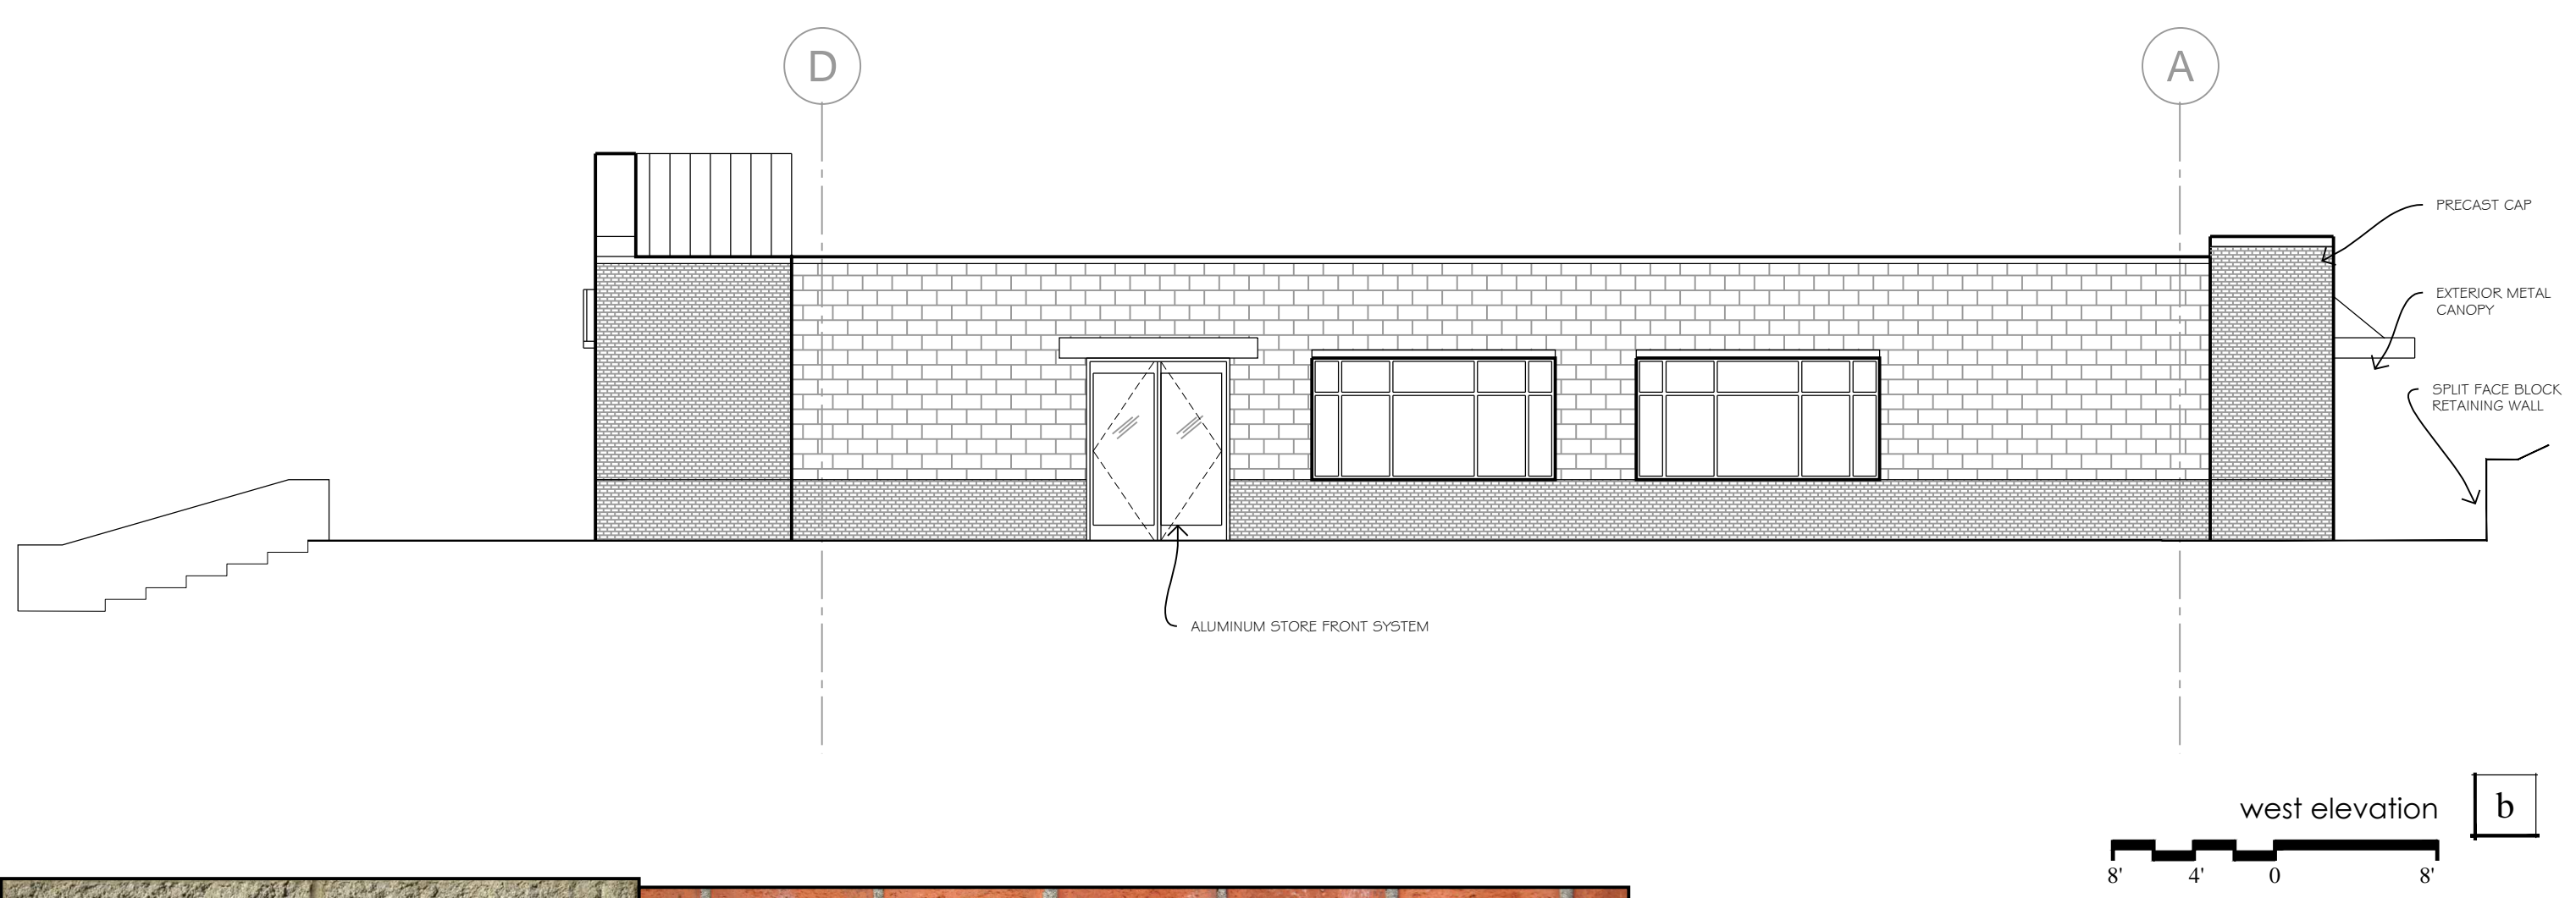 D
A
PRECAST CAP
EXTERIOR METAL
CANOPY
SPLIT FACE BLOCK
RETAINING WALL
ALUMINUM STORE FRONT SYSTEM
west elevation
b
8' 4' 0 8'